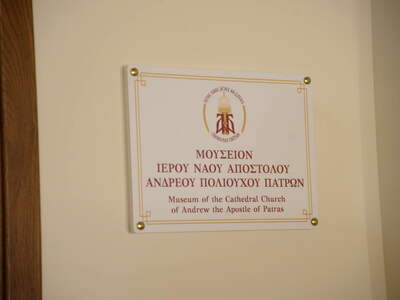 ΜΟΥΣΕΙΟΝ
ΙΕΡΟΥ ΝΑΟΥ ΑΠΟΣΤΟΛΟΥ
ΑΝΔΡΕΟΥ ΠΟΛΙΟΥΧΟΥ ΠΑΤΡΩΝ
Museum of the Cathedral Church
of Andrew the Apostle of Patras